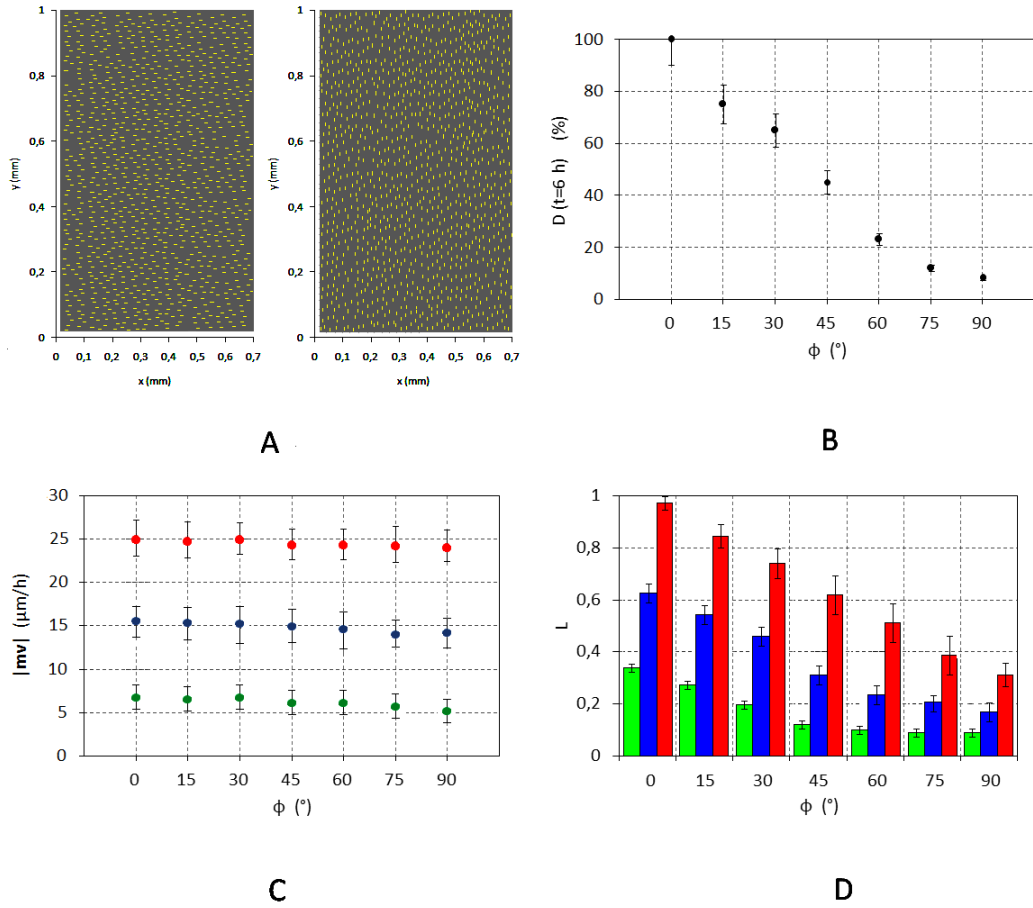 1
0,8
0,6
0,4
0,2
0
y (mm)
0 0,1 0,2 0,3 0,4 0,5 0,6 0,7
x (mm)
1
0,8
0,6
0,4
0,2
0
y (mm)
0 0,1 0,2 0,3 0,4 0,5 0,6 0,7
x (mm)
A
100
80
60
40
20
0
D (t=6 h) (%)
0 15 30 45 60 75 90
ϕ (°)
B
30
25
20
15
10
5
0
|mv| (µm/h)
0 15 30 45 60 75 90
ϕ (°)
C
1
0,8
0,6
0,4
0,2
0
L
0 15 30 45 60 75 90
ϕ (°)
D